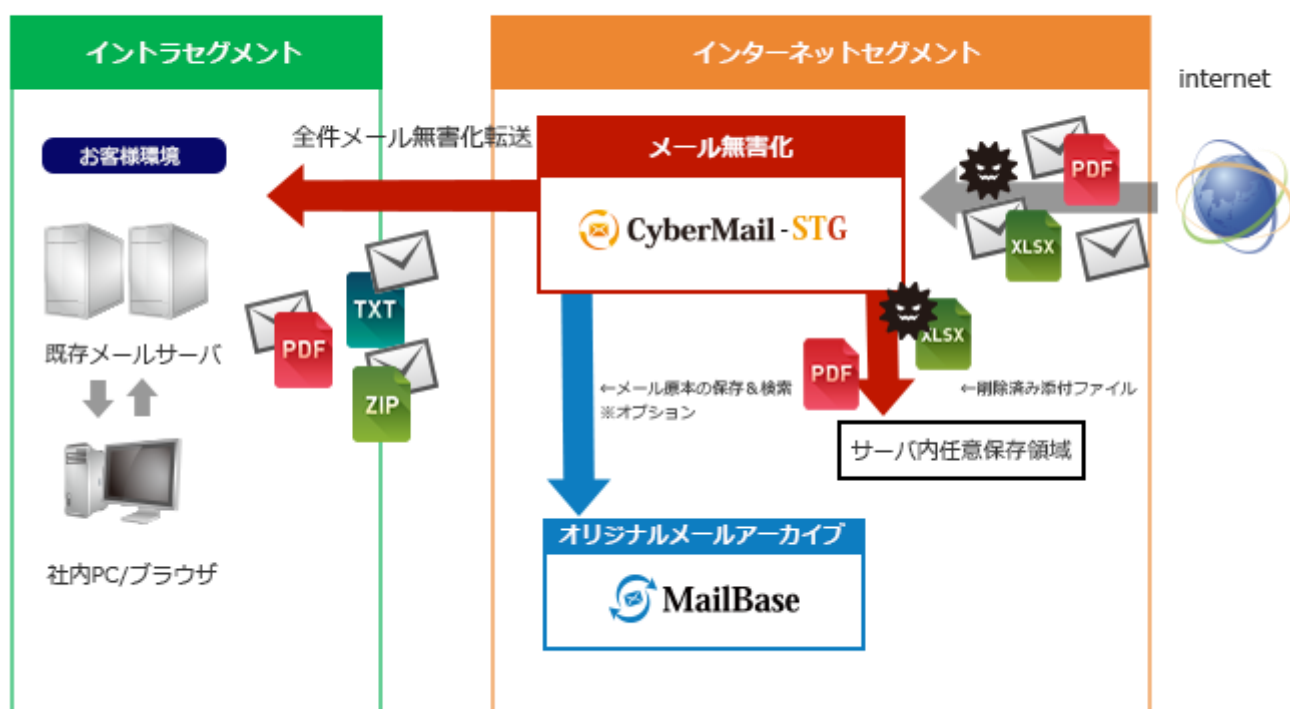 イントラセグメント
インターネットセグメント
internet
お客様環境
全件メール無害化転送
メール無害化
CyberMail-STG
PDF
XLSX
TXT
PDF
ZIP
既存メールサーバ
社内PC/ブラウザ
XLSX
PDF
←メール原本の保存&検索
※オプション
←削除済み添付ファイル
サーバ内任意保存領域
オリジナルメールアーカイブ
MailBase